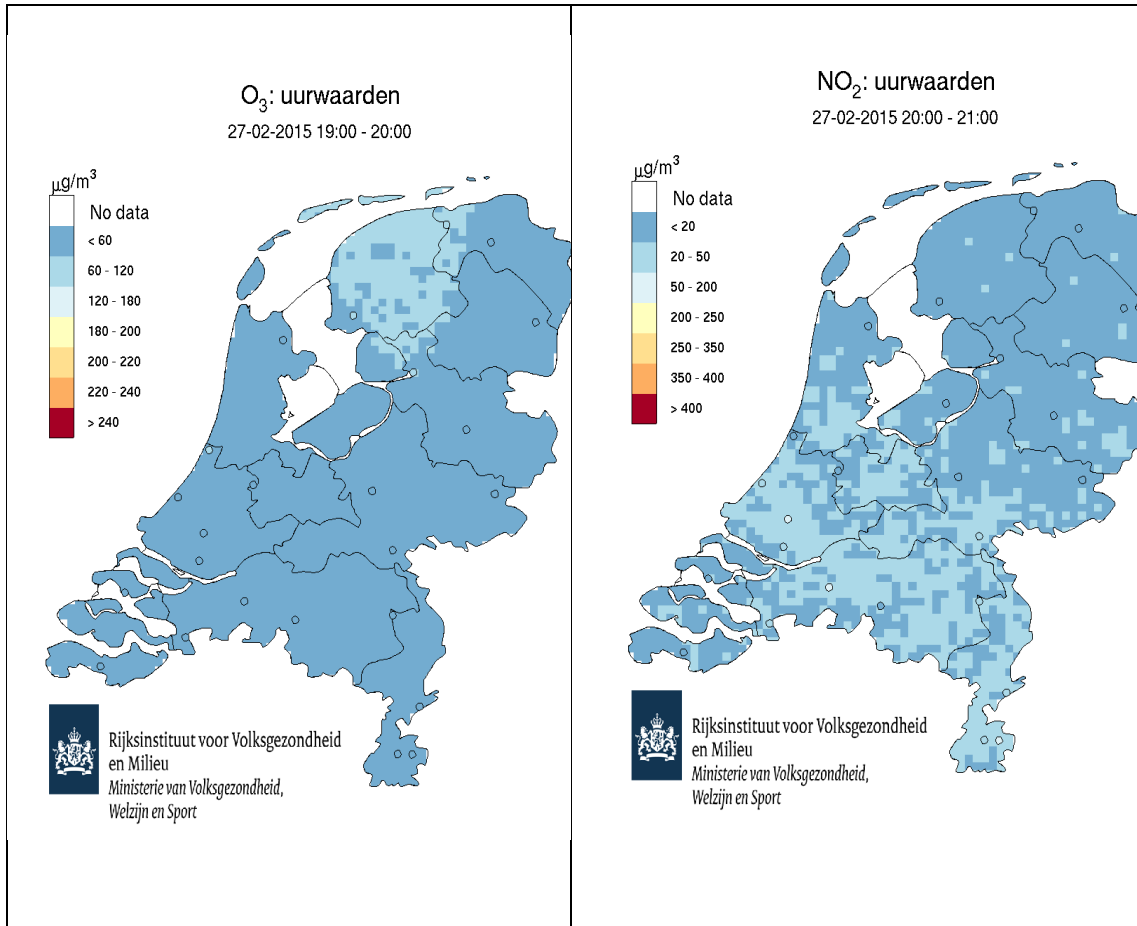 O₃: uurwaarden
27-02-2015 19:00 - 20:00
µg/m³
No data
< 60
60 - 120
120 - 180
180 - 200
200 - 220
220 - 240
> 240
Rijksinstituut voor Volksgezondheid
en Milieu
Ministerie van Volksgezondheid,
Welzijn en Sport
NO₂: uurwaarden
27-02-2015 20:00 - 21:00
µg/m³
No data
< 20
20 - 50
50 - 200
200 - 250
250 - 350
350 - 400
> 400
Rijksinstituut voor Volksgezondheid
en Milieu
Ministerie van Volksgezondheid,
Welzijn en Sport